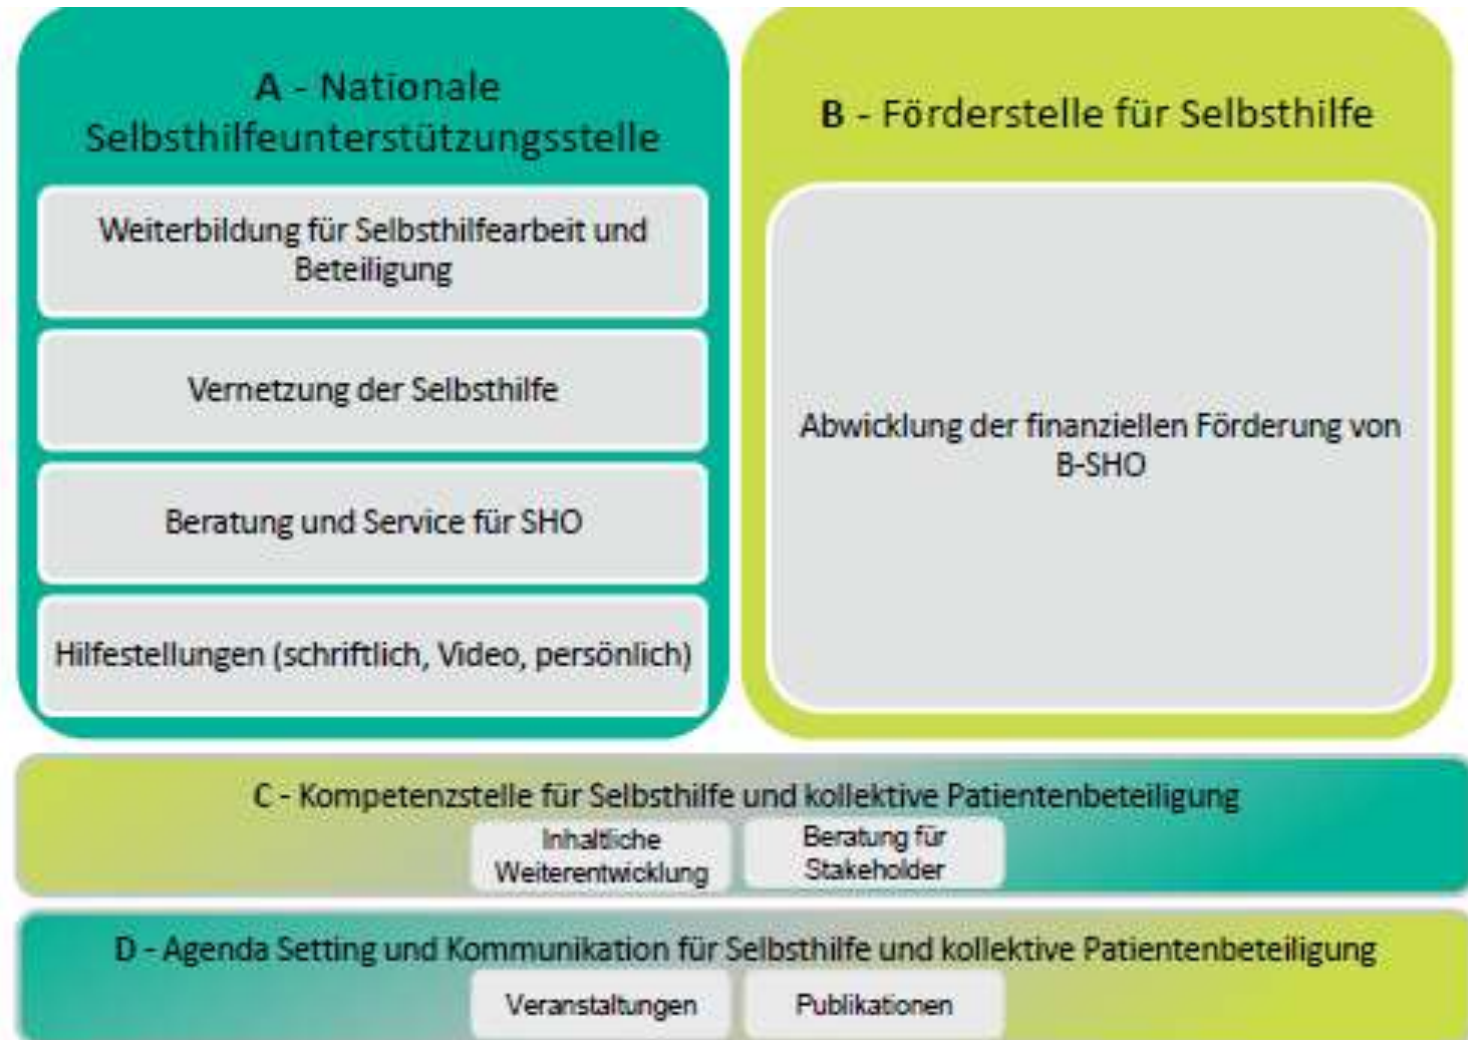 A - Nationale
Selbsthilfeunterstützungsstelle
Weiterbildung für Selbsthilfearbeit und
Beteiligung
Vernetzung der Selbsthilfe
Beratung und Service für SHO
Hilfestellungen (schriftlich, Video, persönlich)
B - Förderstelle für Selbsthilfe
Abwicklung der finanziellen Förderung von
B-SHO
C - Kompetenzstelle für Selbsthilfe und kollektive Patientenbeteiligung
Inhaltliche
Weiterentwicklung
Beratung für
Stakeholder
D - Agenda Setting und Kommunikation für Selbsthilfe und kollektive Patientenbeteiligung
Veranstaltungen
Publikationen